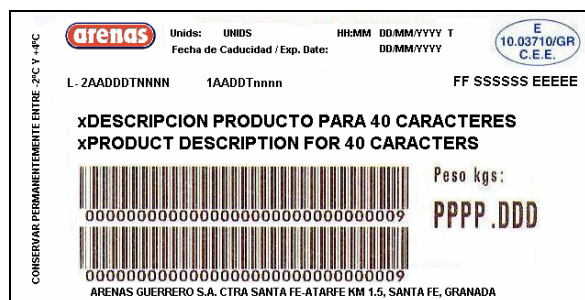 arenas
Unids: UNIDS HH:MM DD/MM/YYYY T
Fecha de Caducidad / Exp. Date: DD/MM/YYYY
E
10.03710/GR
C.E.E.
L- 2AADDDTNNNN 1AADDTnnnn FF SSSSSS EEEEE
CONSERVAR PERMANENTEMENTE ENTRE -2ºC Y +4ºC
xDESCRIPCION PRODUCTO PARA 40 CARACTERES
xPRODUCT DESCRIPTION FOR 40 CARACTERS
Peso kgs:
PPPP.DDD
000000000000000000000000000000000009
000000000000000000000000000000000009
ARENAS GUERRERO S.A. CTRA SANTA FE-ATARFE KM 1.5, SANTA FE, GRANADA